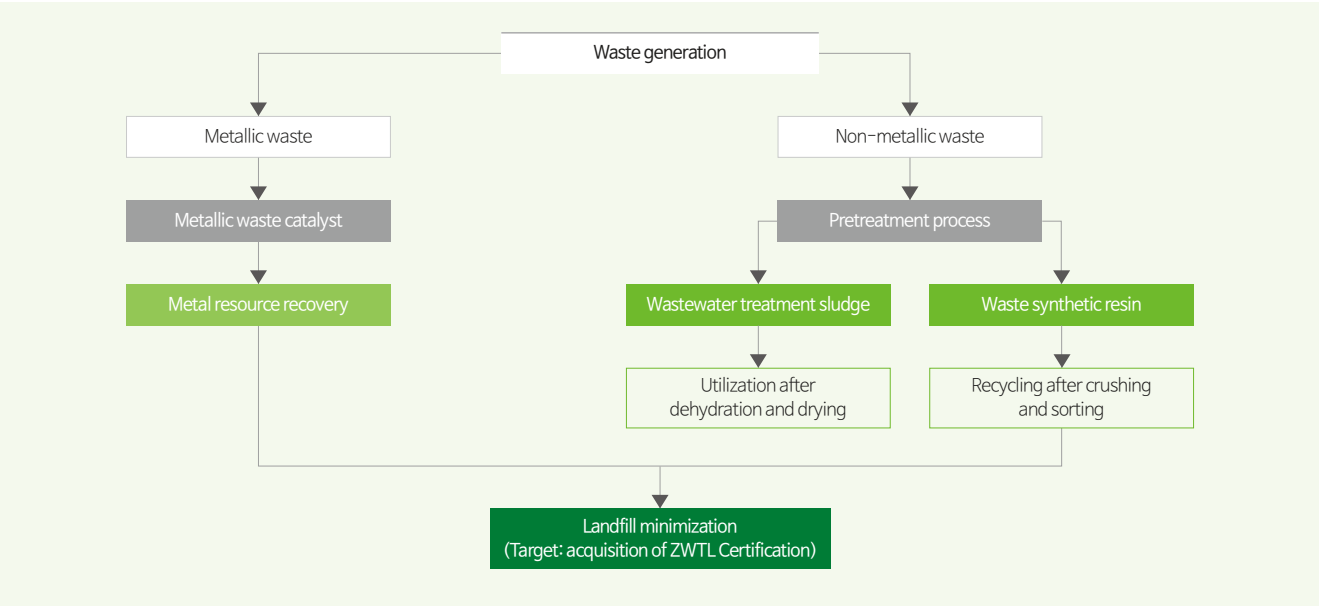 Waste generation
Metallic waste
Non-metallic waste
Metallic waste catalyst
Pretreatment process
Metal resource recovery
Wastewater treatment sludge
Waste synthetic resin
Utilization after
dehydration and drying
Recycling after crushing
and sorting
Landfill minimization
(Target: acquisition of ZWTL Certification)